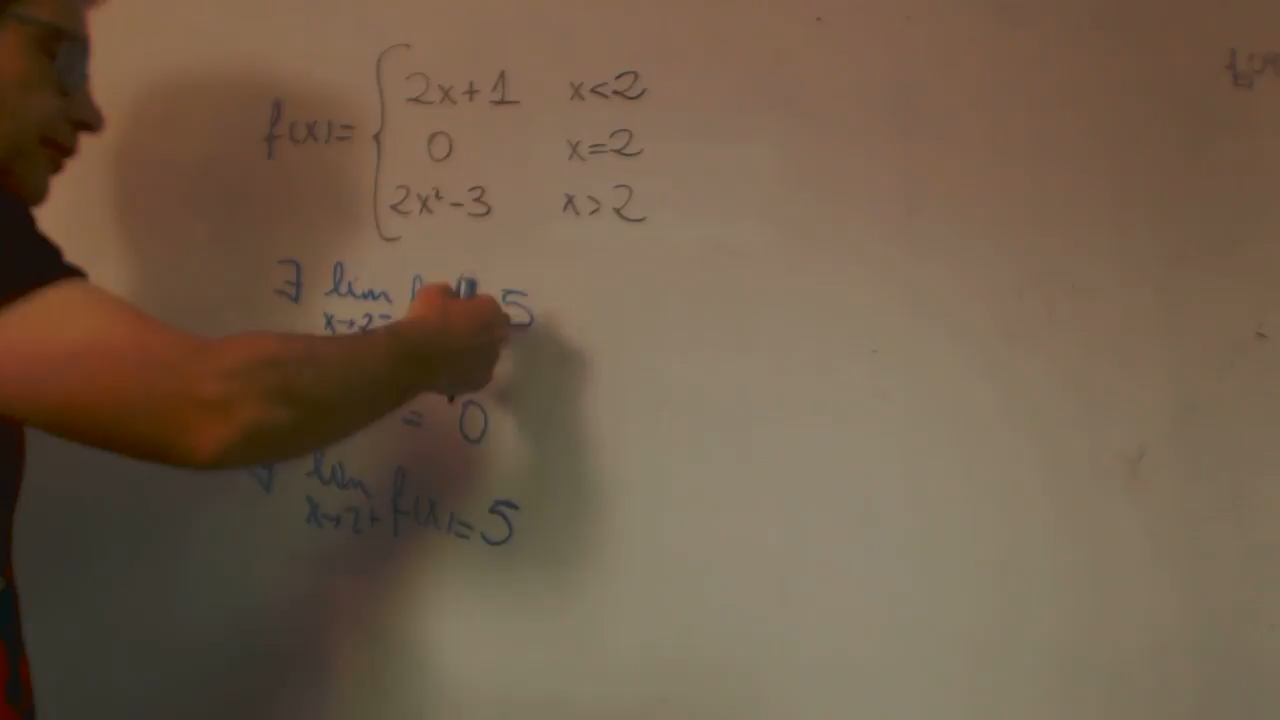 2x+1 x<2
f(x)= 0 x=2
2x²-3 x>2
∃ lim 5
x→2⁻
= 0
∃ lim f(x)=5
x→2+